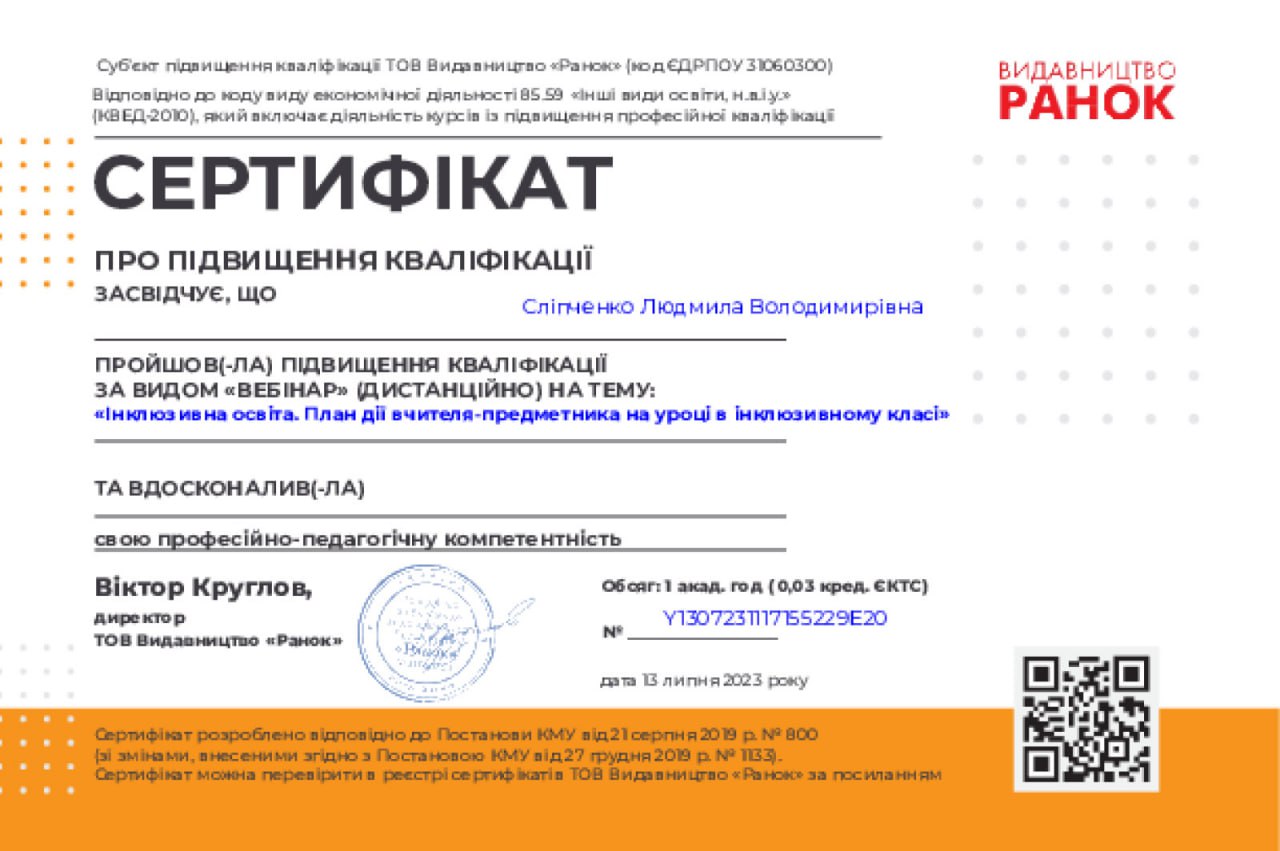 Суб'єкт підвищення кваліфікації ТОВ Видавництво «Ранок» (код ЄДРПОУ 31060300)
Відповідно до коду виду економічної діяльності 85.59 «Інші види освіти, н.в.і.у.»
(КВЕД-2010), який включає діяльність курсів із підвищення професійної кваліфікації
ВИДАВНИЦТВО
РАНОК
СЕРТИФІКАТ
ПРО ПІДВИЩЕННЯ КВАЛІФІКАЦІЇ
ЗАСВІДЧУЄ, ЩО
Сліпченко Людмила Володимирівна
ПРОЙШОВ(-ЛА) ПІДВИЩЕННЯ КВАЛІФІКАЦІЇ
ЗА ВИДОМ «ВЕБІНАР» (ДИСТАНЦІЙНО) НА ТЕМУ:
«Інклюзивна освіта. План дії вчителя-предметника на уроці в інклюзивному класі»
ТА ВДОСКОНАЛИВ(-ЛА)
свою професійно-педагогічну компетентність
Віктор Круглов,
директор
ТОВ Видавництво «Ранок»
«Ранок»
Обсяг: 1 акад. год ( 0,03 кред. ЄКТС)
№ Y1307231117155229E20
дата 13 липня 2023 року
Сертифікат розроблено відповідно до Постанови КМУ від 21 серпня 2019 р. № 800
(зі змінами, внесеними згідно з Постановою КМУ від 27 грудня 2019 р. № 1133).
Сертифікат можна перевірити в реєстрі сертифікатів ТОВ Видавництво «Ранок» за посиланням